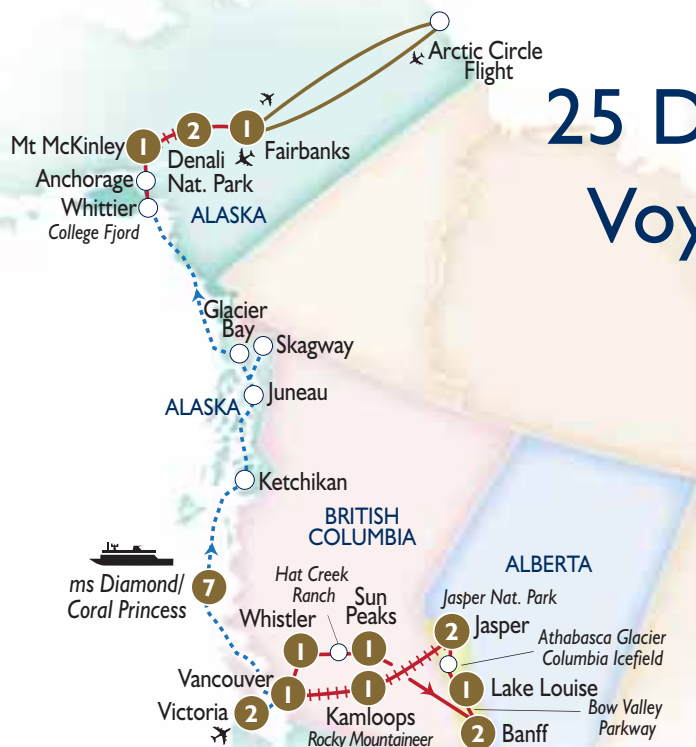 Arctic Circle
Flight
25 D
Voy
1
2
1
Mt McKinley
Denali
Nat. Park
Fairbanks
Anchorage
Whittier
College Fjord
ALASKA
Glacier
Bay
Skagway
Juneau
ALASKA
Ketchikan
BRITISH
COLUMBIA
ALBERTA
ms Diamond/
Coral Princess
7
Hat Creek
Ranch
Sun
Peaks
Whistler
1
1
Jasper Nat. Park
2
Jasper
Athabasca Glacier
Columbia Icefield
Vancouver
1
1
1
Lake Louise
Victoria
2
Kamloops
Rocky Mountaineer
Bow Valley
Parkway
2
Banff